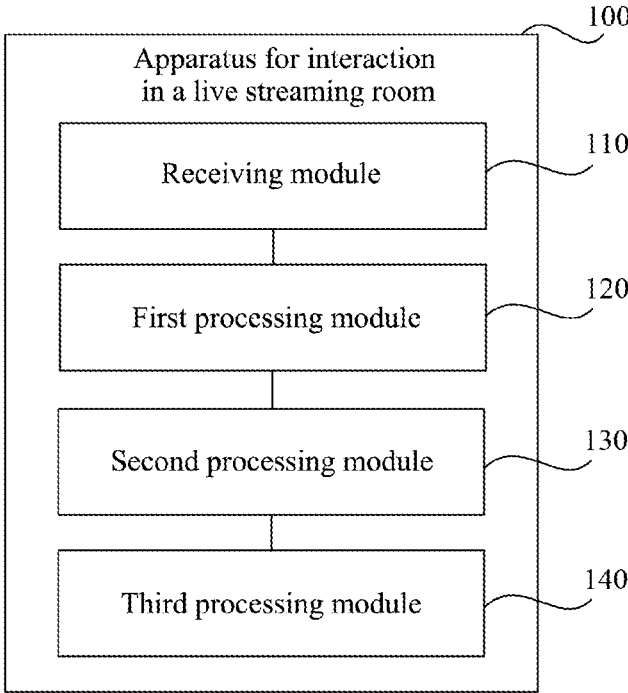 100
Apparatus for interaction
in a live streaming room
110
Receiving module
120
First processing module
130
Second processing module
140
Third processing module